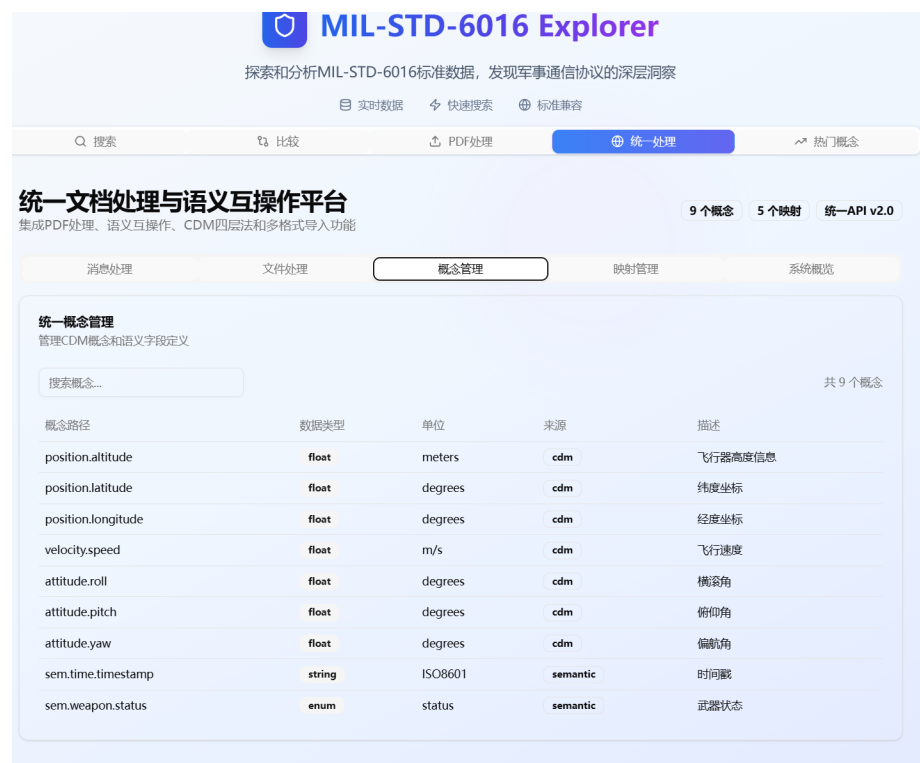 MIL-STD-6016 Explorer
探索和分析MIL-STD-6016标准数据，发现军事通信协议的深层洞察
实时数据 快速搜索 标准兼容
搜索 比较 PDF处理 统一处理 热门概念
统一文档处理与语义互操作平台
集成PDF处理、语义互操作、CDM四层法和多格式导入功能
9 个概念 5 个映射 统一API v2.0
消息处理 文件处理 概念管理 映射管理 系统概览
统一概念管理
管理CDM概念和语义字段定义
搜索概念... 共 9 个概念
概念路径 数据类型 单位 来源 描述
position.altitude float meters cdm 飞行器高度信息
position.latitude float degrees cdm 纬度坐标
position.longitude float degrees cdm 经度坐标
velocity.speed float m/s cdm 飞行速度
attitude.roll float degrees cdm 横滚角
attitude.pitch float degrees cdm 俯仰角
attitude.yaw float degrees cdm 偏航角
sem.time.timestamp string ISO8601 semantic 时间戳
sem.weapon.status enum status semantic 武器状态